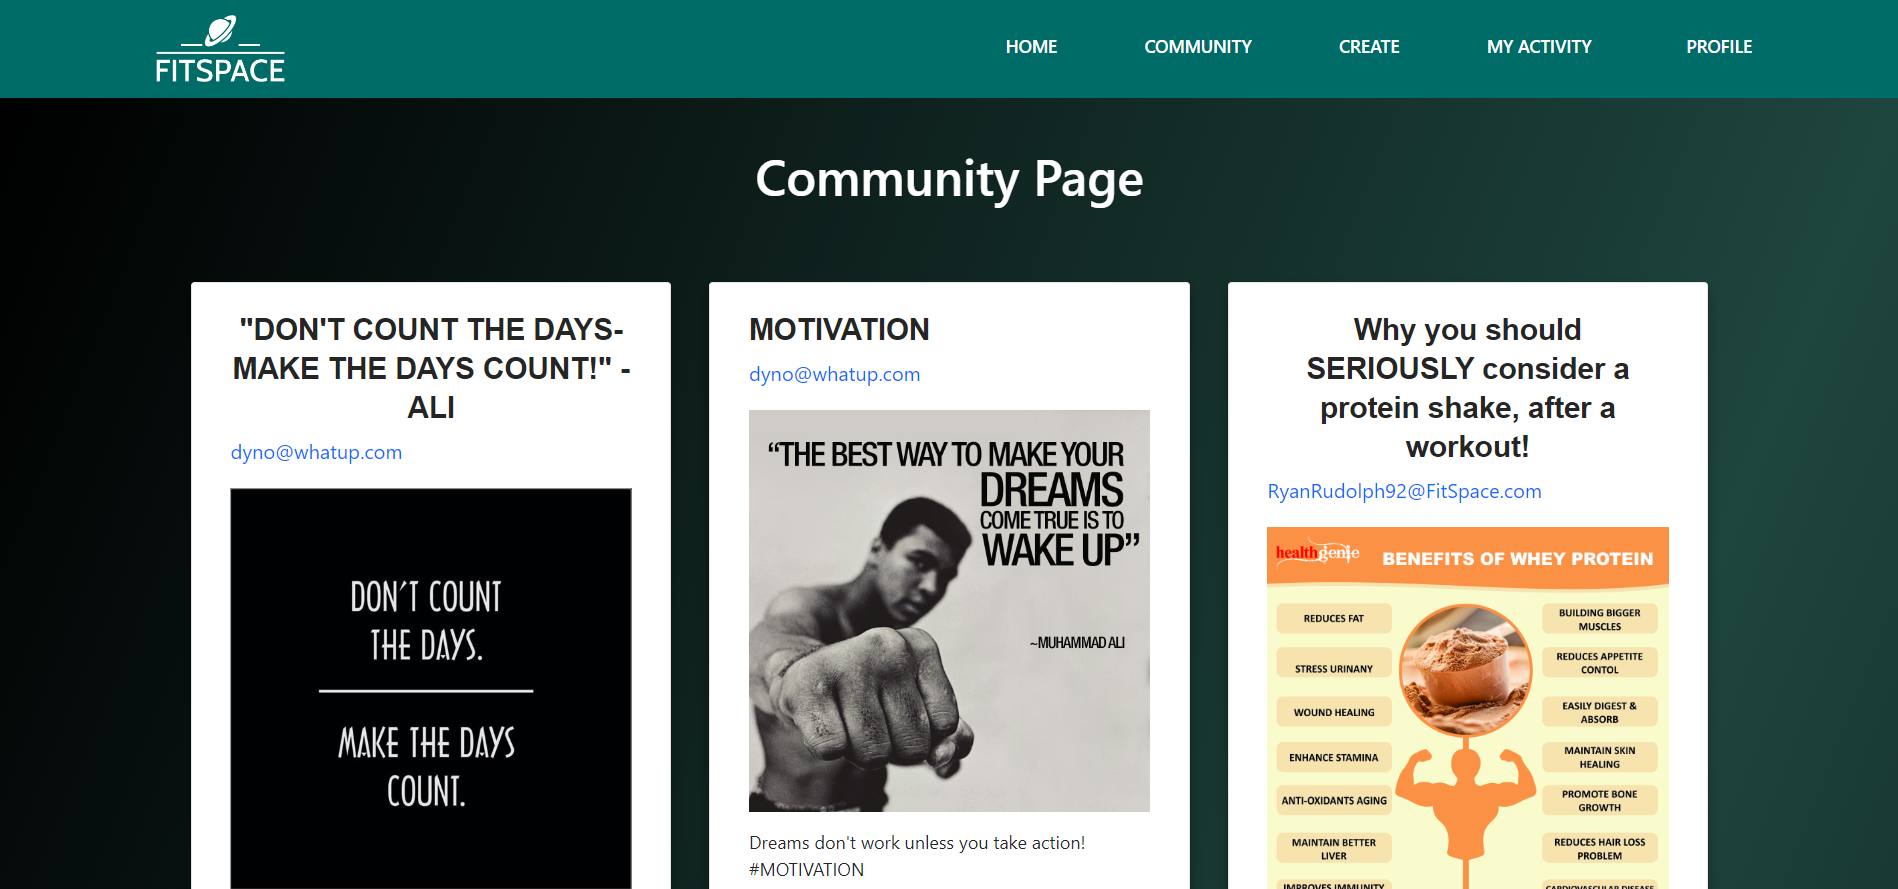 FITSPACE
HOME
COMMUNITY
CREATE
MY ACTIVITY
PROFILE
Community Page
"DON'T COUNT THE DAYS-
MAKE THE DAYS COUNT!" -
ALI
dyno@whatup.com
DON'T COUNT
THE DAYS.
MAKE THE DAYS
COUNT.
MOTIVATION
dyno@whatup.com
“THE BEST WAY TO MAKE YOUR
DREAMS
COME TRUE IS TO
WAKE UP”
~MUHAMMAD ALI
Dreams don't work unless you take action!
#MOTIVATION
Why you should
SERIOUSLY consider a
protein shake, after a
workout!
RyanRudolph92@FitSpace.com
healthgenie
BENEFITS OF WHEY PROTEIN
REDUCES FAT
STRESS URINANY
WOUND HEALING
ENHANCE STAMINA
ANTI-OXIDANTS AGING
MAINTAIN BETTER
LIVER
IMPROVES IMMUNITY
BUILDING BIGGER
MUSCLES
REDUCES APPETITE
CONTOL
EASILY DIGEST &
ABSORB
MAINTAIN SKIN
HEALING
PROMOTE BONE
GROWTH
REDUCES HAIR LOSS
PROBLEM
CARDIOVASCULAR DISEASE